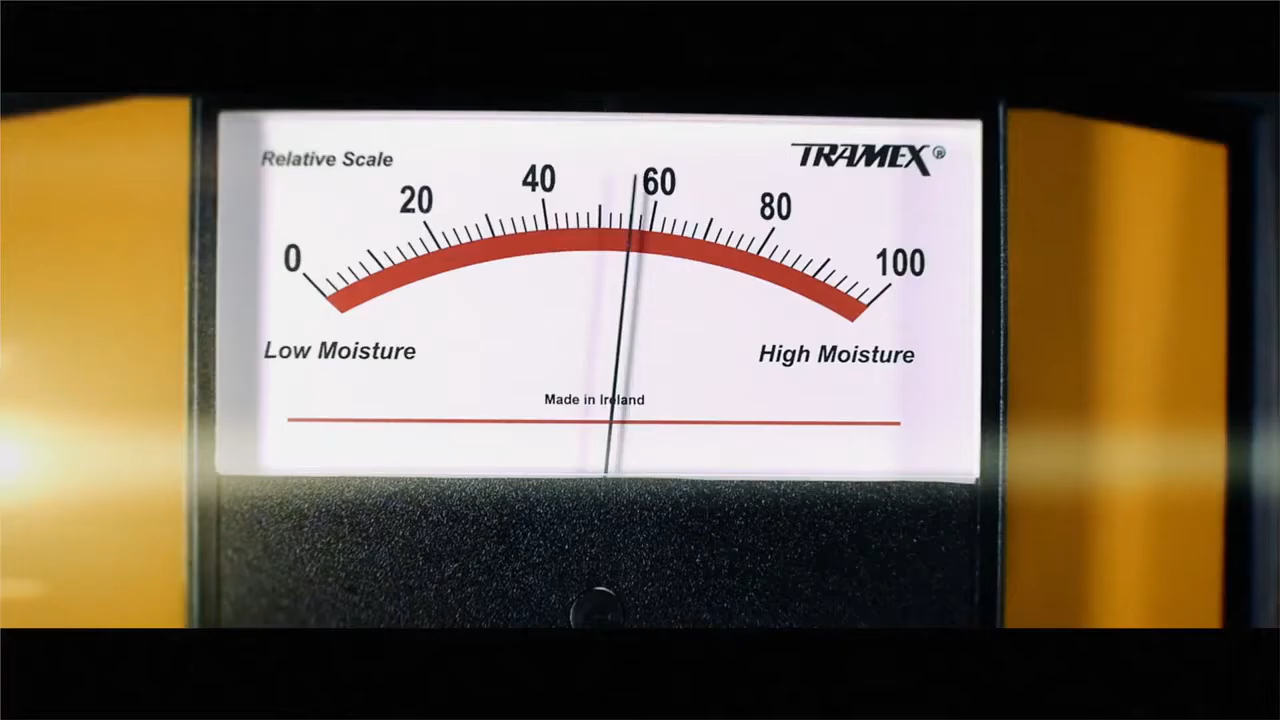 Relative Scale
TRAMEX®
0 20 40 60 80 100
Low Moisture
High Moisture
Made in Ireland